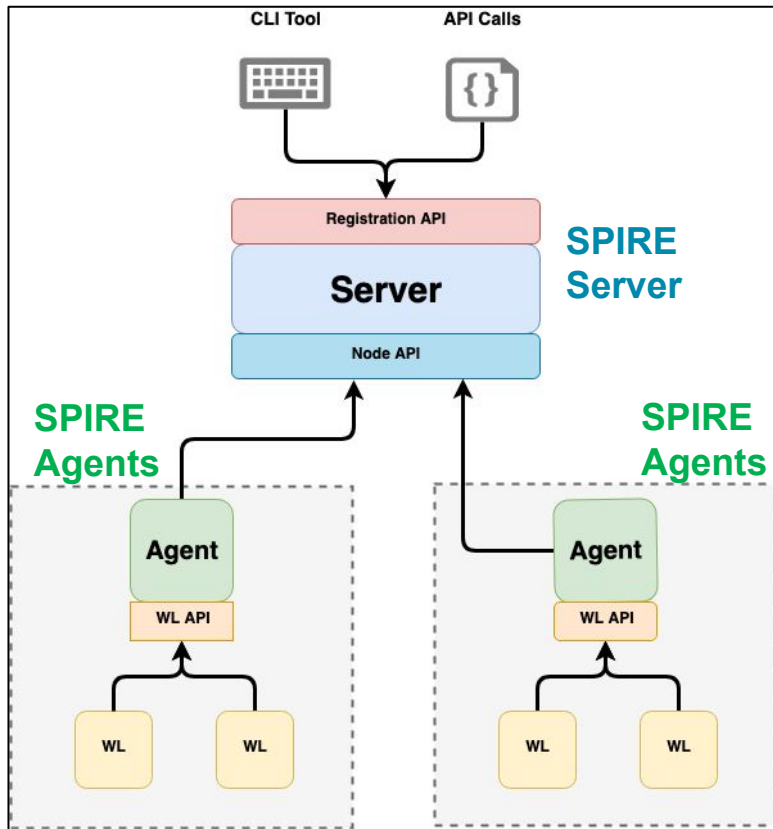 CLI Tool
API Calls
{}
Registration API
Server
Node API
SPIRE
Server
SPIRE
Agents
SPIRE
Agents
Agent
WL API
WL
WL
Agent
WL API
WL
WL